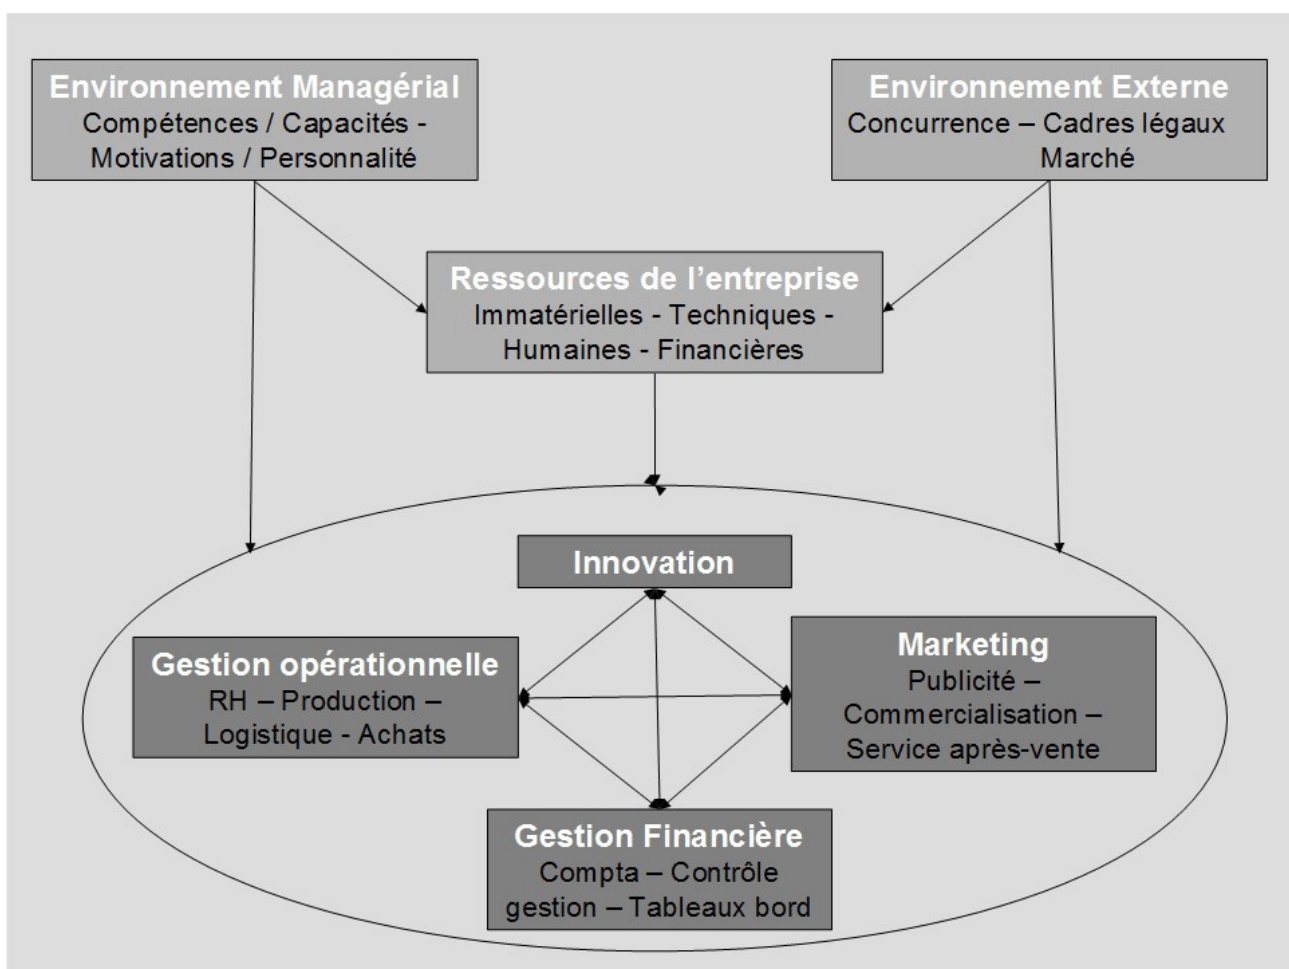 Environnement Managérial
Compétences / Capacités -
Motivations / Personnalité
Environnement Externe
Concurrence – Cadres légaux
Marché
Ressources de l’entreprise
Immatérielles - Techniques -
Humaines - Financières
Innovation
Gestion opérationnelle
RH – Production –
Logistique - Achats
Marketing
Publicité –
Commercialisation –
Service après-vente
Gestion Financière
Compta – Contrôle
gestion – Tableaux bord